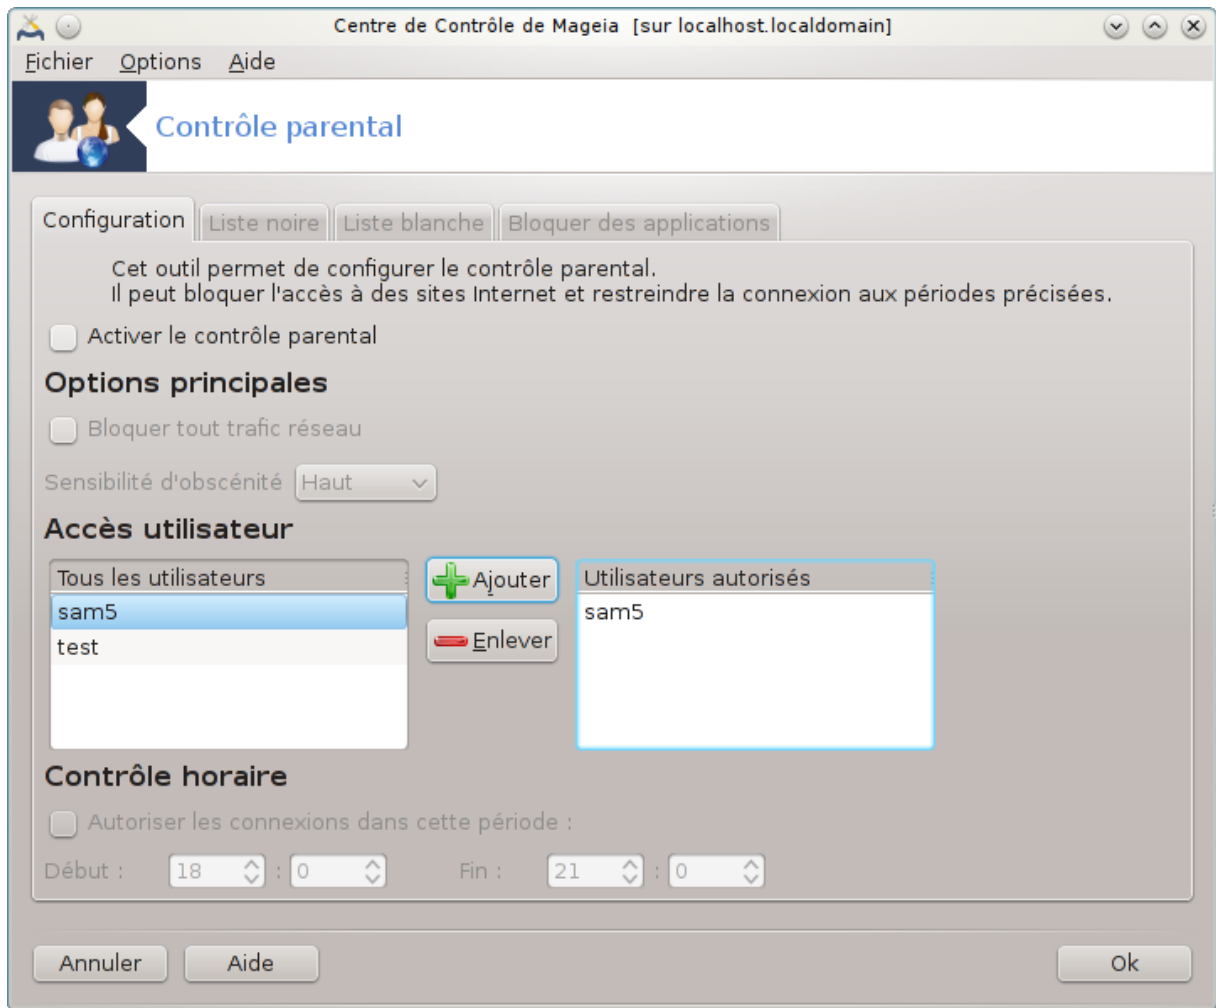 Centre de Contrôle de Mageia [sur localhost.localdomain]
Fichier Options Aide
Contrôle parental
Configuration Liste noire Liste blanche Bloquer des applications
Cet outil permet de configurer le contrôle parental.
Il peut bloquer l'accès à des sites Internet et restreindre la connexion aux périodes précisées.
Activer le contrôle parental
Options principales
Bloquer tout trafic réseau
Sensibilité d'obscénité Haut
Accès utilisateur
Tous les utilisateurs Ajouter Utilisateurs autorisés
sam5 sam5
test Enlever
Contrôle horaire
Autoriser les connexions dans cette période :
Début : 18 : 0 Fin : 21 : 0
Annuler Aide Ok